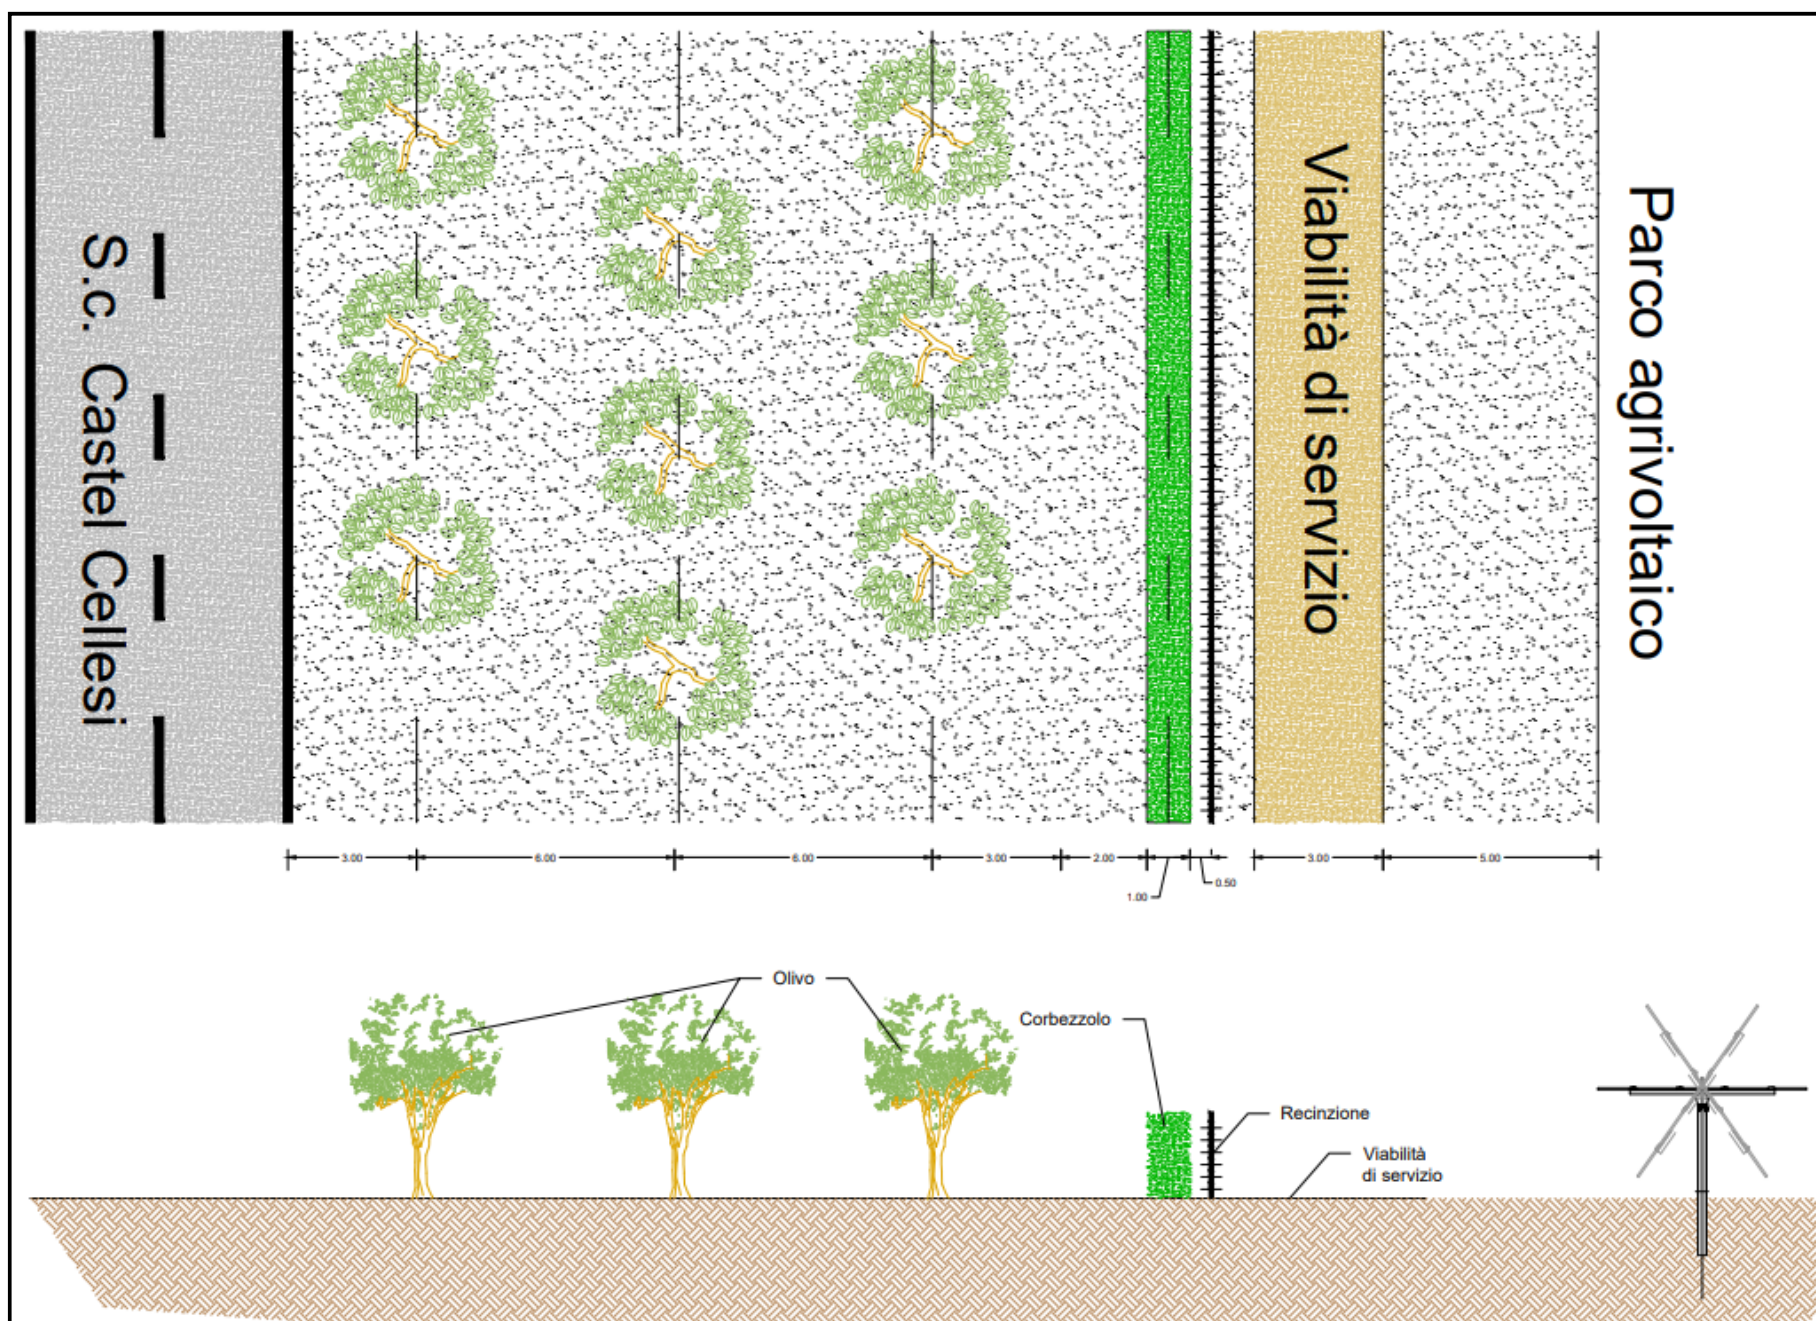 S.c. Castel Cellesi
Viabilità di servizio
Parco agrivoltaico
3.00
6.00
6.00
3.00
2.00
1.00
0.50
3.00
5.00
Olivo
Corbezzolo
Recinzione
Viabilità
di servizio